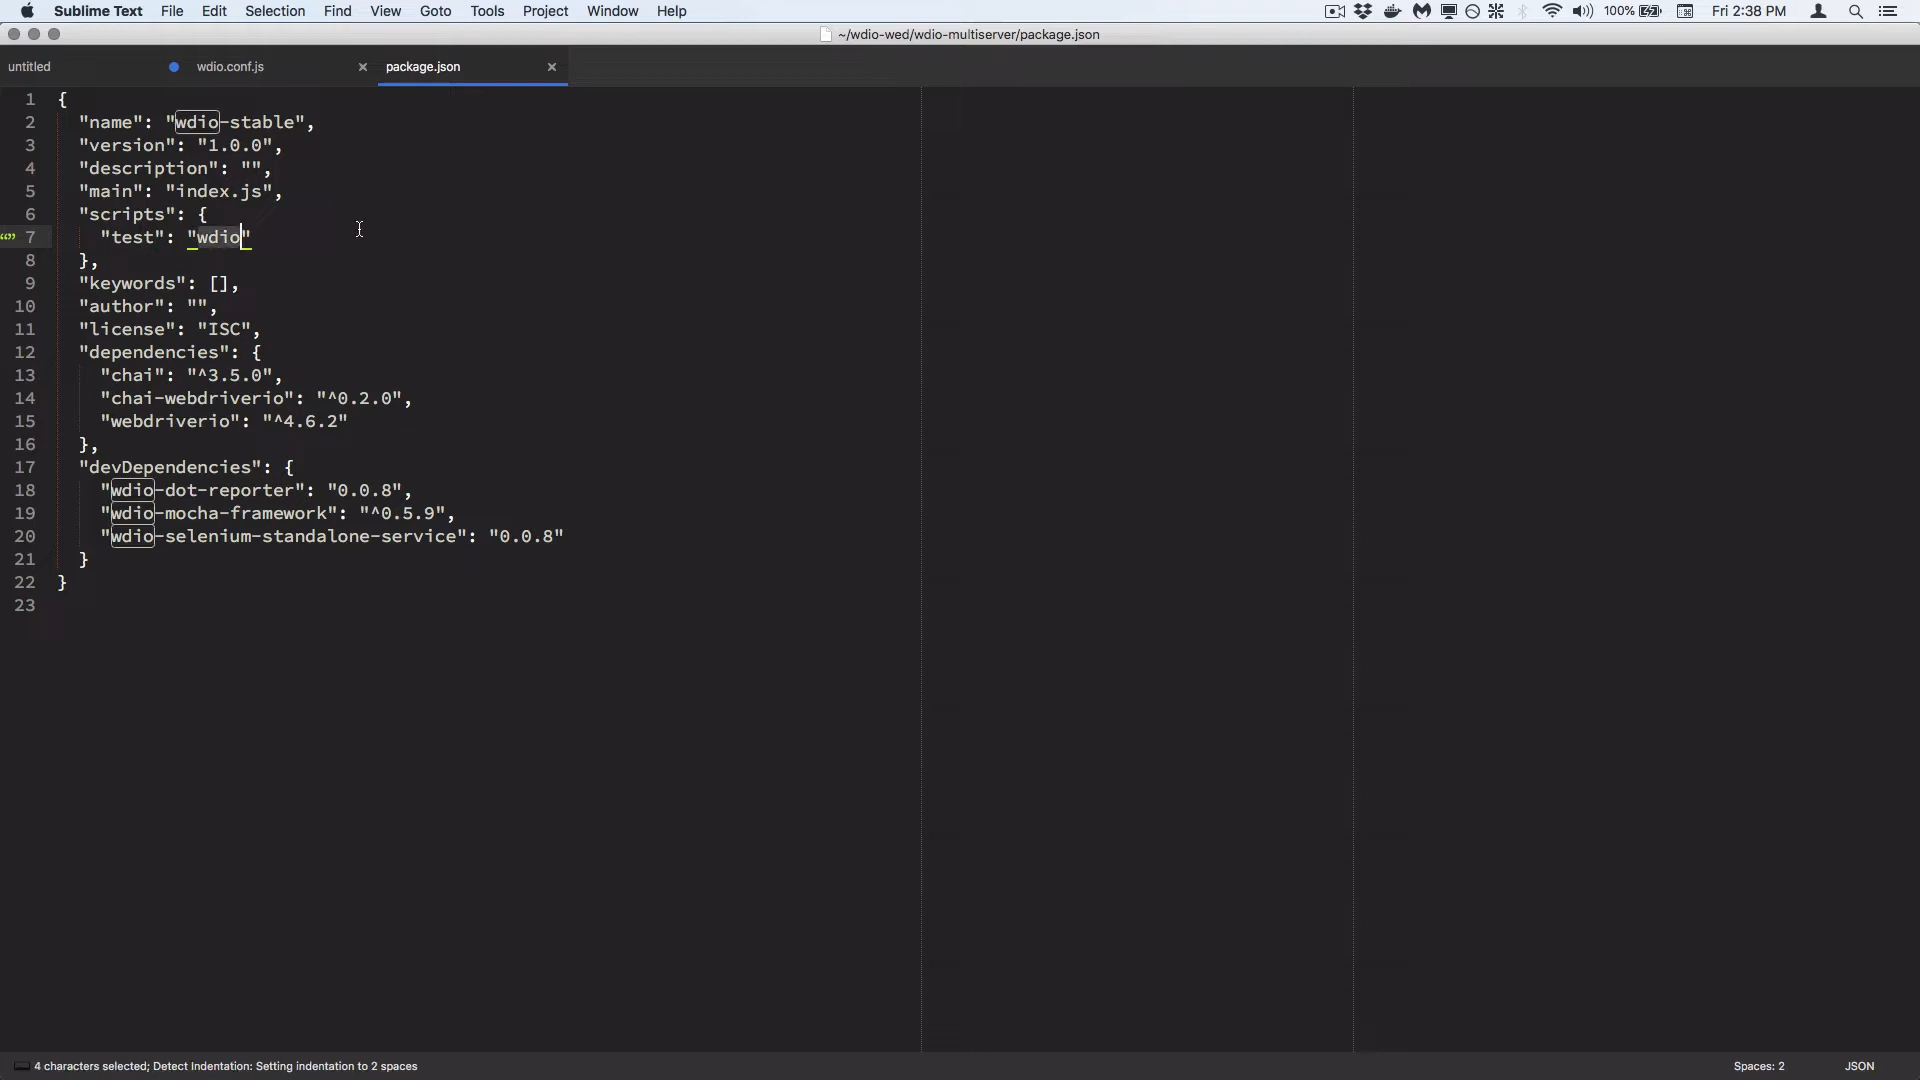 Sublime Text File Edit Selection Find View Goto Tools Project Window Help 100% Fri 2:38 PM
~/wdio-wed/wdio-multiserver/package.json
untitled wdio.conf.js package.json
1 {
2 "name": "wdio-stable",
3 "version": "1.0.0",
4 "description": "",
5 "main": "index.js",
6 "scripts": {
7 "test": "wdio"
8 },
9 "keywords": [],
10 "author": "",
11 "license": "ISC",
12 "dependencies": {
13 "chai": "^3.5.0",
14 "chai-webdriverio": "^0.2.0",
15 "webdriverio": "^4.6.2"
16 },
17 "devDependencies": {
18 "wdio-dot-reporter": "0.0.8",
19 "wdio-mocha-framework": "^0.5.9",
20 "wdio-selenium-standalone-service": "0.0.8"
21 }
22 }
23
4 characters selected; Detect Indentation: Setting indentation to 2 spaces Spaces: 2 JSON